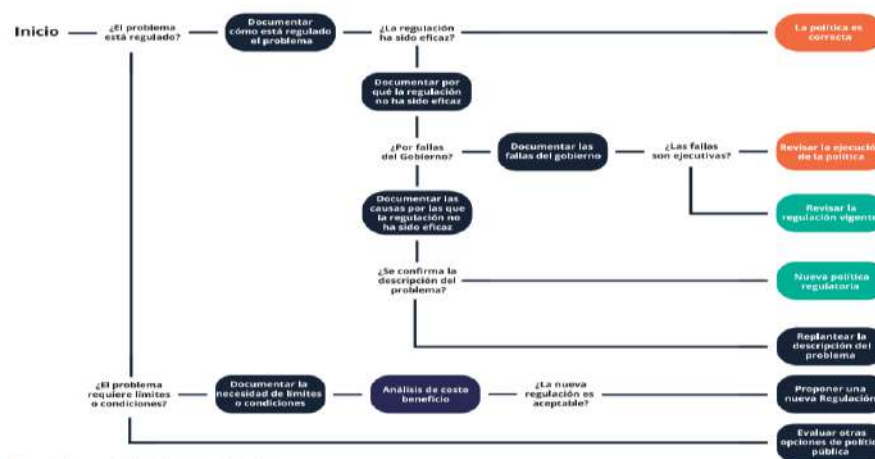 Inicio
¿El problema
está regulado?
Documentar
cómo está regulado
el problema
¿La regulación
ha sido eficaz?
La política es
correcta
Documentar por
qué la regulación
no ha sido eficaz
¿Por fallas
del Gobierno?
Documentar las
fallas del gobierno
¿Las fallas
son ejecutivas?
Revisar la ejecución
de la política
Documentar las
causas por las que
la regulación no
ha sido eficaz
Revisar la
regulación vigente
¿Se confirma la
descripción del
problema?
Nueva política
regulatoria
Replantear la
descripción del
problema
¿El problema
requiere límites
o condiciones?
Documentar la
necesidad de límites
o condiciones
Análisis de costo
beneficio
¿La nueva
regulación es
aceptable?
Proponer una
nueva Regulación
Evaluar otras
opciones de política
pública